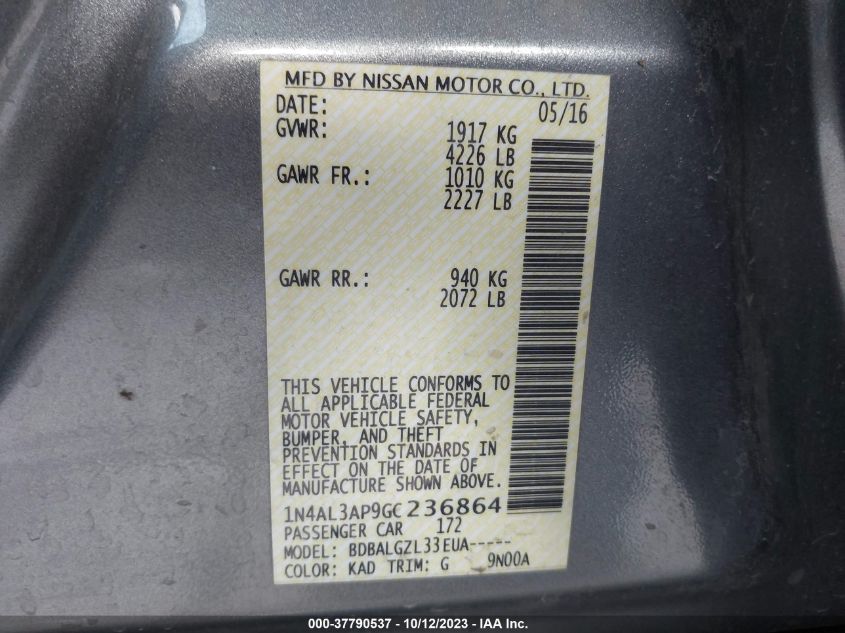 MFD BY NISSAN MOTOR CO., LTD.
DATE: 05/16
GVWR: 1917 KG
4226 LB
GAWR FR.: 1010 KG
2227 LB
GAWR RR.: 940 KG
2072 LB
THIS VEHICLE CONFORMS TO
ALL APPLICABLE FEDERAL
MOTOR VEHICLE SAFETY,
BUMPER, AND THEFT
PREVENTION STANDARDS IN
EFFECT ON THE DATE OF
MANUFACTURE SHOWN ABOVE.
1N4AL3AP9GC236864
PASSENGER CAR 172
MODEL: BDBALGZL33EUA-----
COLOR: KAD TRIM: G 9N00A
000-37790537 - 10/12/2023 - IAA Inc.